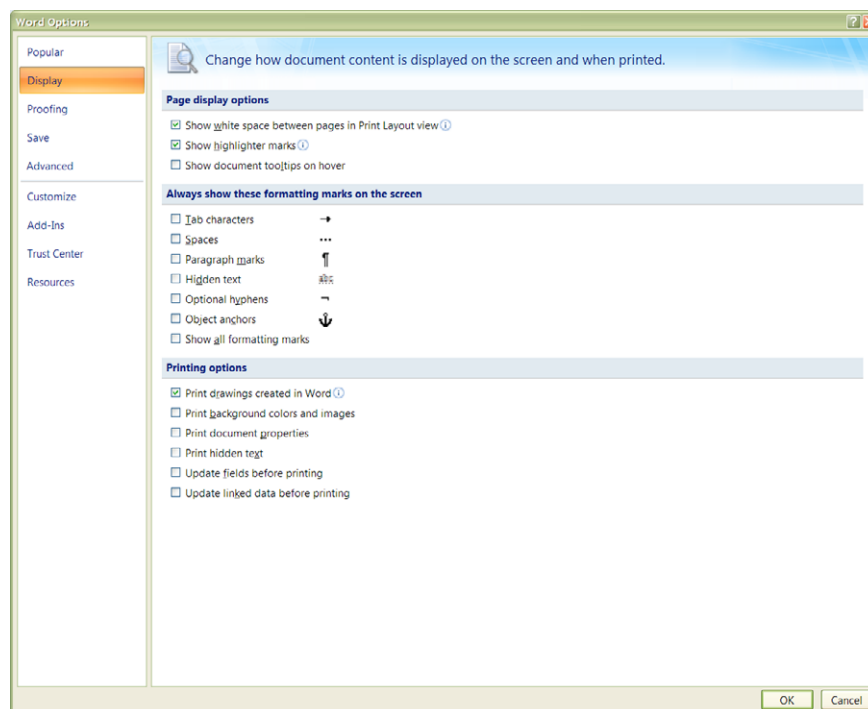 Word Options
Popular
Display
Proofing
Save
Advanced
Customize
Add-Ins
Trust Center
Resources
Change how document content is displayed on the screen and when printed.
Page display options
Show white space between pages in Print Layout view
Show highlighter marks
Show document tooltips on hover
Always show these formatting marks on the screen
Tab characters →
Spaces ...
Paragraph marks ¶
Hidden text abc
Optional hyphens ¬
Object anchors
Show all formatting marks
Printing options
Print drawings created in Word
Print background colors and images
Print document properties
Print hidden text
Update fields before printing
Update linked data before printing
OK Cancel